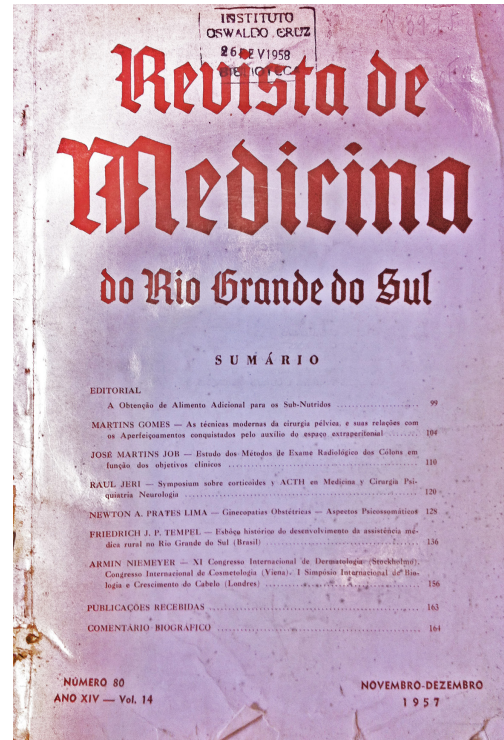 INSTITUTO
OSWALDO CRUZ
26 FEV 1958
BIBLIOTECA
Revista de
Medicina
do Rio Grande do Sul
SUMÁRIO
EDITORIAL
A Obtenção de Alimento Adicional para os Sub-Nutridos ........ 99
MARTINS GOMES — As técnicas modernas da cirurgia pélvica, e suas relações com
os Aperfeiçoamentos conquistados pelo auxílio do espaço extraperitonial ........ 104
JOSÉ MARTINS JOB — Estudo dos Métodos de Exame Radiológico dos Cólons em
função dos objetivos clínicos ........ 110
RAUL JERI — Symposium sobre corticoides y ACTH en Medicina y Cirurgia Psi-
quiatria Neurologia ........ 120
NEWTON A. PRATES LIMA — Ginecopatias Obstétricas — Aspectos Psicossomáticos 128
FRIEDRICH J. P. TEMPEL — Esbôço histórico do desenvolvimento da assistência mé-
dica rural no Rio Grande do Sul (Brasil) ........ 136
ARMIN NIEMEYER — XI Congresso Internacional de Dermatologia (Stockholmo).
Congresso Internacional de Cosmetologia (Viena). I Simpósio Internacional de Bio-
logia e Crescimento do Cabelo (Londres) ........ 156
PUBLICAÇÕES RECEBIDAS ........ 163
COMENTÁRIO BIOGRÁFICO ........ 164
NÚMERO 80
ANO XIV — Vol. 14
NOVEMBRO-DEZEMBRO
1957